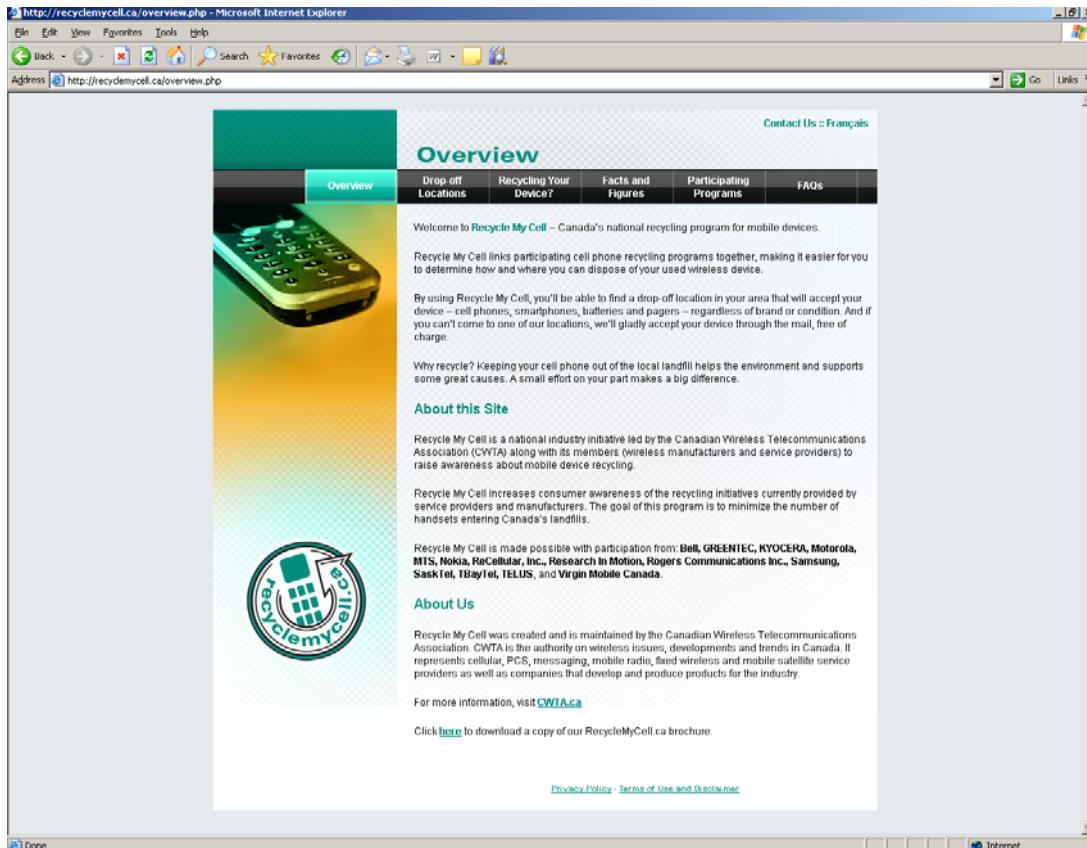 http://recyclemycell.ca/overview.php - Microsoft Internet Explorer
File Edit View Favorites Tools Help
Back Search Favorites
Address http://recyclemycell.ca/overview.php Go Links
Contact Us :: Français
Overview
Overview Drop-off Locations Recycling Your Device? Facts and Figures Participating Programs FAQs
Welcome to Recycle My Cell – Canada's national recycling program for mobile devices.
Recycle My Cell links participating cell phone recycling programs together, making it easier for you
to determine how and where you can dispose of your used wireless device.
By using Recycle My Cell, you'll be able to find a drop-off location in your area that will accept your
device – cell phones, smartphones, batteries and pagers – regardless of brand or condition. And if
you can't come to one of our locations, we'll gladly accept your device through the mail, free of
charge.
Why recycle? Keeping your cell phone out of the local landfill helps the environment and supports
some great causes. A small effort on your part makes a big difference.
About this Site
Recycle My Cell is a national industry initiative led by the Canadian Wireless Telecommunications
Association (CWTA) along with its members (wireless manufacturers and service providers) to
raise awareness about mobile device recycling.
Recycle My Cell increases consumer awareness of the recycling initiatives currently provided by
service providers and manufacturers. The goal of this program is to minimize the number of
handsets entering Canada's landfills.
Recycle My Cell is made possible with participation from: Bell, GREENTEC, KYOCERA, Motorola,
MTS, Nokia, ReCellular, Inc., Research In Motion, Rogers Communications Inc., Samsung,
SaskTel, TBayTel, TELUS, and Virgin Mobile Canada.
recyclemycell.ca
About Us
Recycle My Cell was created and is maintained by the Canadian Wireless Telecommunications
Association. CWTA is the authority on wireless issues, developments and trends in Canada. It
represents cellular, PCS, messaging, mobile radio, fixed wireless and mobile satellite service
providers as well as companies that develop and produce products for the industry.
For more information, visit CWTA.ca
Click here to download a copy of our RecycleMyCell.ca brochure.
Privacy Policy - Terms of Use and Disclaimer
Done Internet